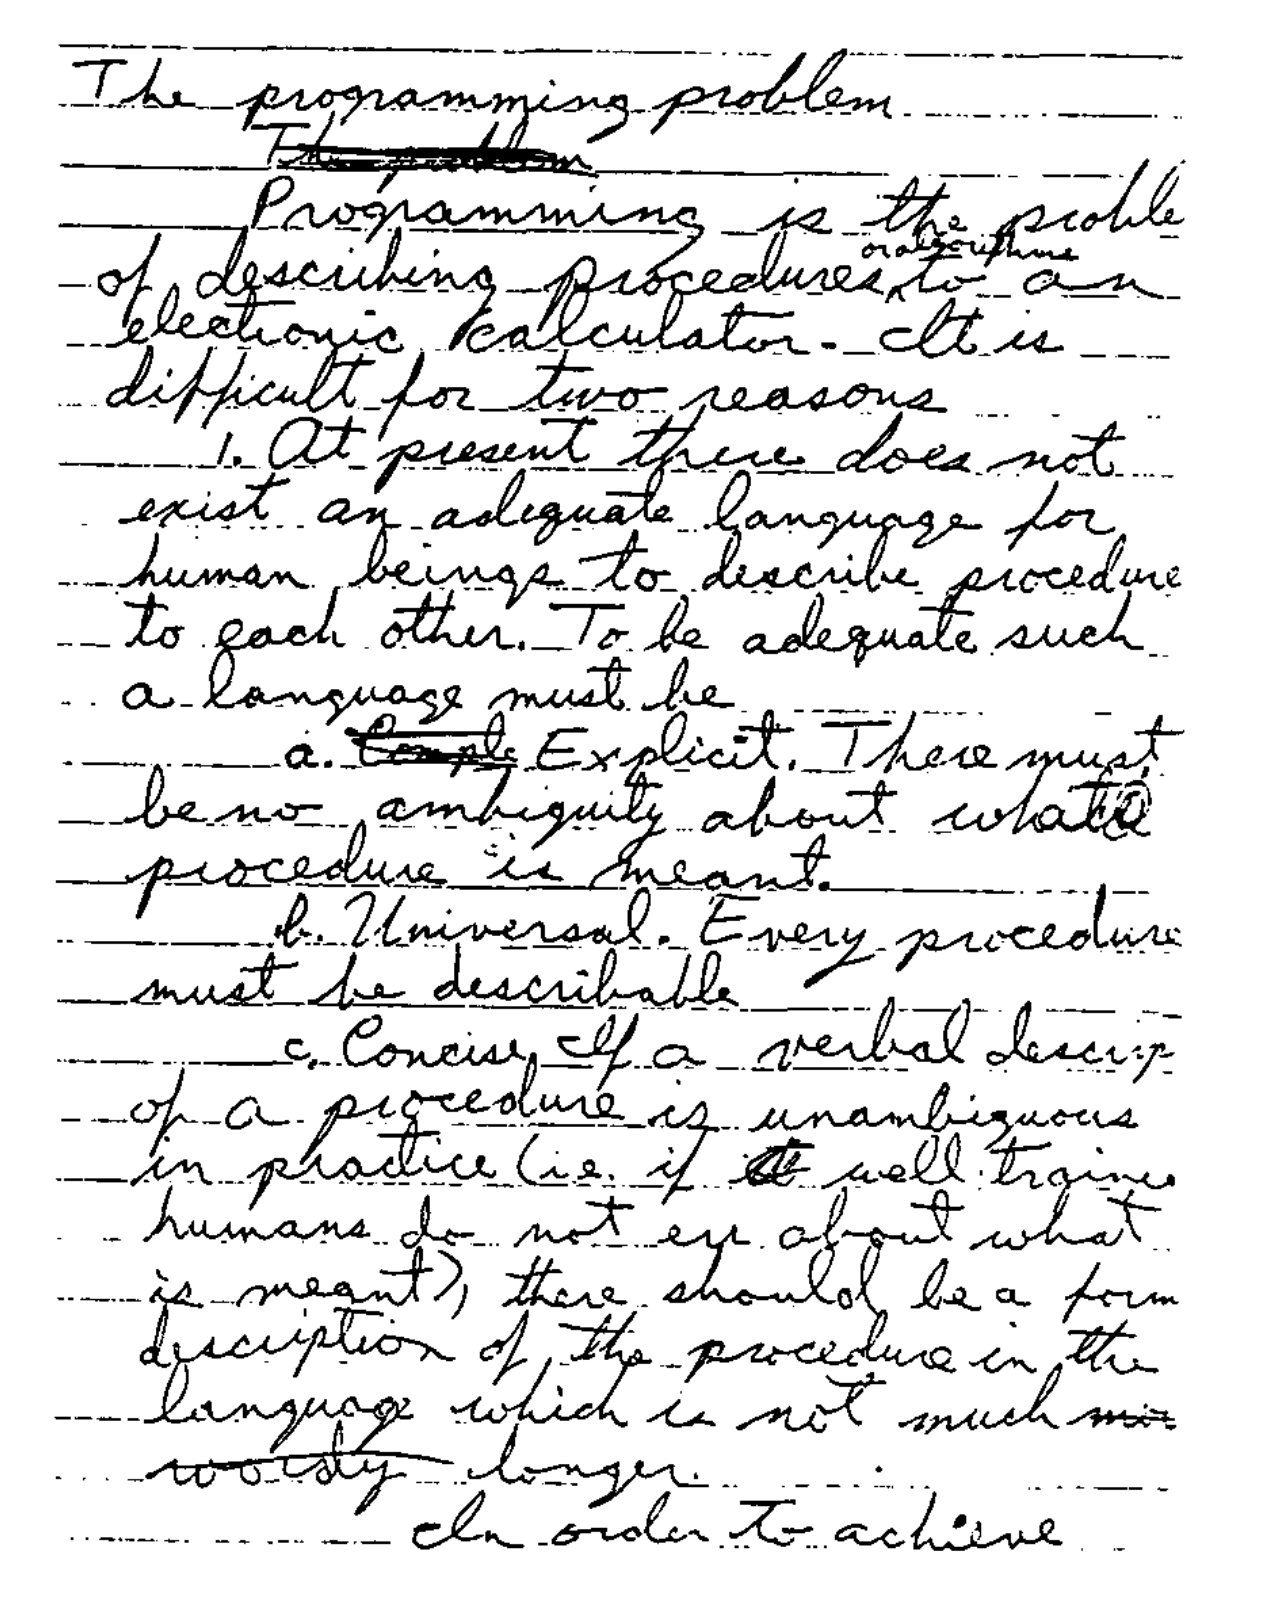 The programming problem
The problem
Programming is the proble
or algorithms
of describing procedures, to an
electronic calculator. It is
difficult for two reasons
1. At present there does not
exist an adequate language for
human beings to describe procedure
to each other. To be adequate such
a language must be
a. Comple Explicit. There must
be no ambiguity about what
procedure is meant.
b. Universal. Every procedure
must be describable
c. Concise. If a verbal descrip
of a procedure is unambiguous
in practice (i.e. if well traine
humans do not err about what
is meant), there should be a form
description of the procedure in the
language which is not much mor
wordy longer.
In order to achieve